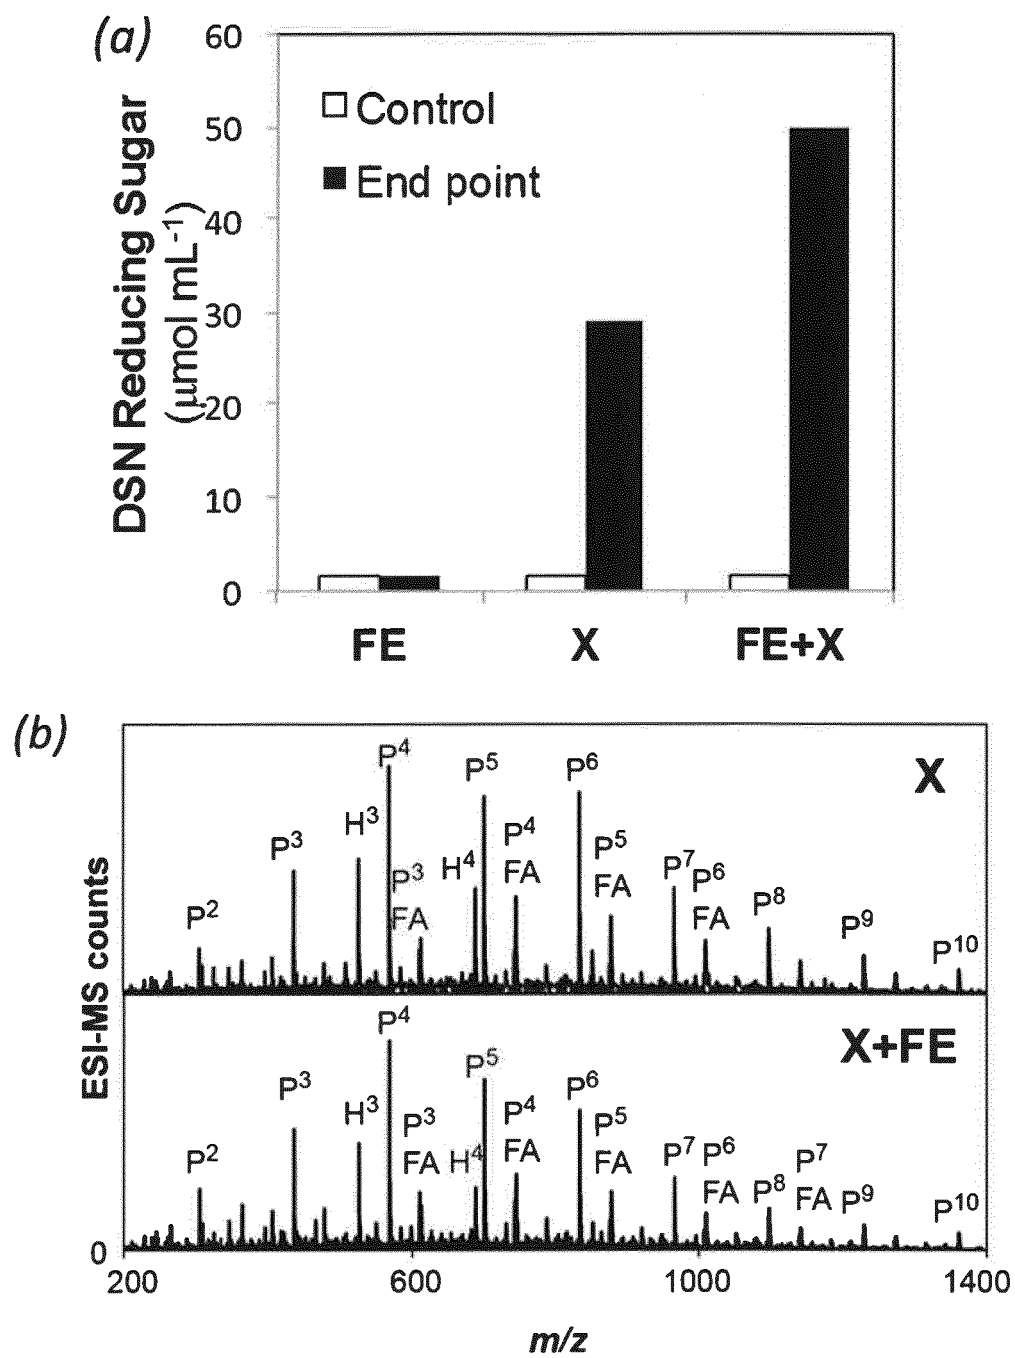 (a)
60
50
40
30
20
10
0
DSN Reducing Sugar
(μmol mL⁻¹)
Control
End point
FE
X
FE+X
(b)
ESI-MS counts
X
P²
P³
H³
P⁴
P³
FA
H⁴
P⁵
P⁴
FA
P⁶
P⁵
FA
P⁷
P⁶
FA
P⁸
P⁹
P¹⁰
X+FE
P²
P³
H³
P⁴
P³
FA
H⁴
P⁵
P⁴
FA
P⁶
P⁵
FA
P⁷
P⁶
FA
P⁸
P⁷
FA
P⁹
P¹⁰
0
200
600
1000
1400
m/z